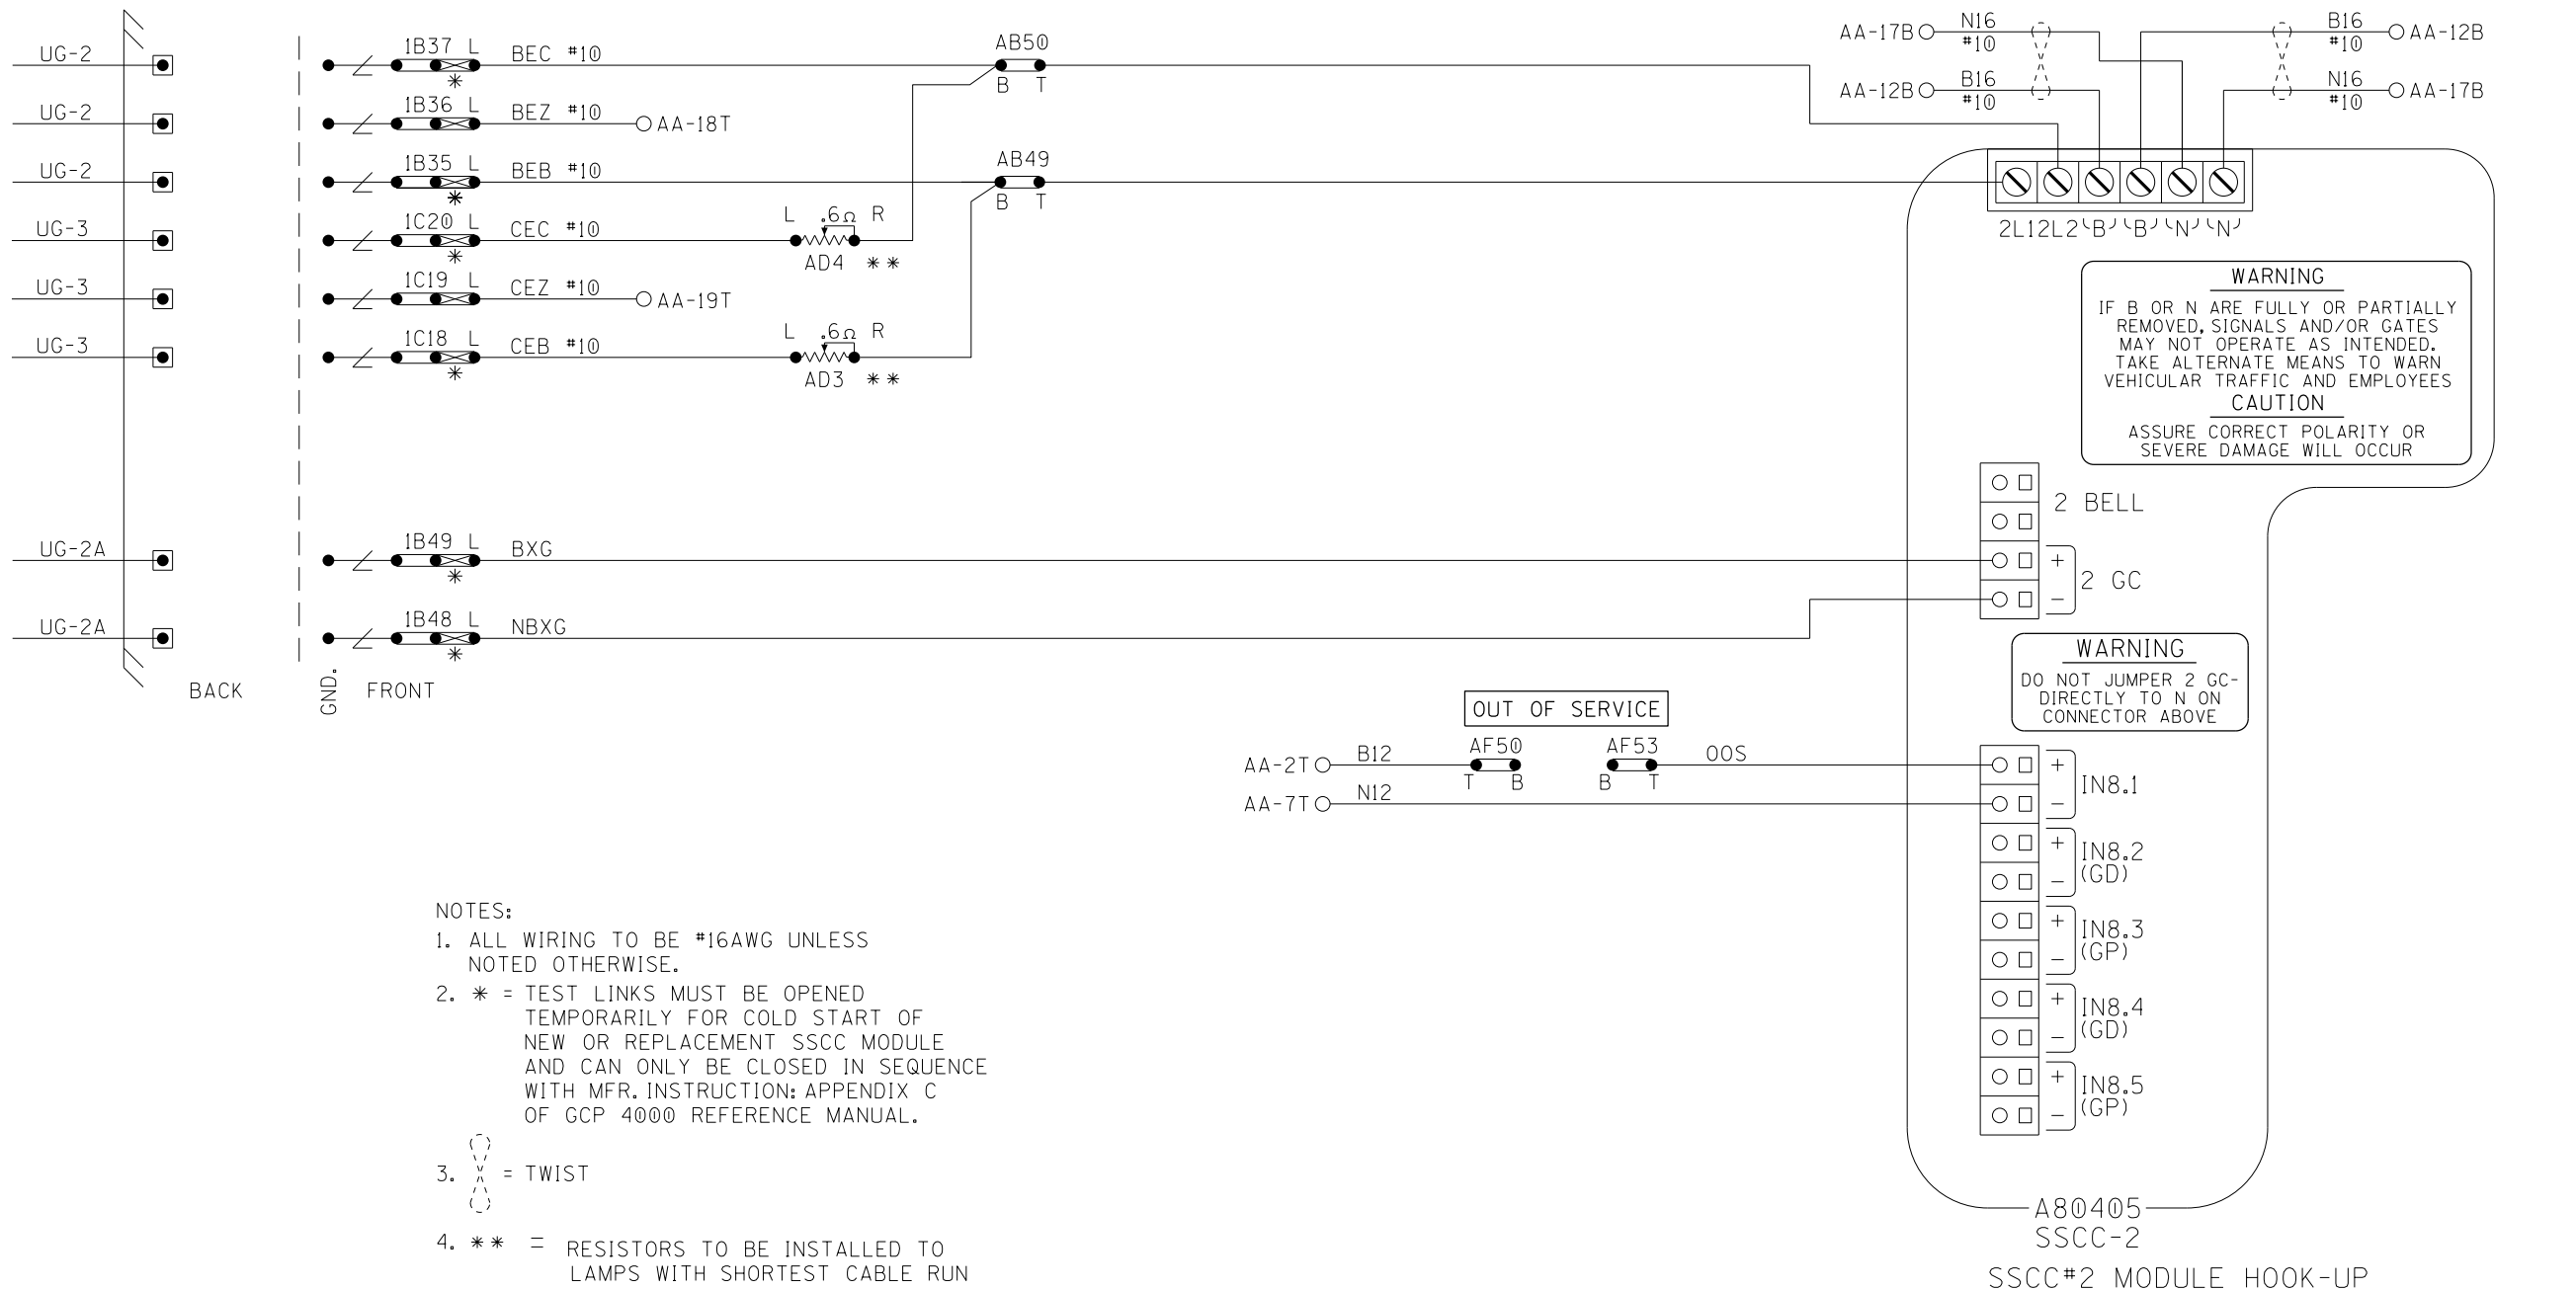 UG-2
1B37 L
BEC #10
AB50
B T
UG-2
1B36 L
BEZ #10
AA-18T
UG-2
1B35 L
BEB #10
AB49
B T
UG-3
1C20 L
CEC #10
L .6Ω R
AD4 **
UG-3
1C19 L
CEZ #10
AA-19T
UG-3
1C18 L
CEB #10
L .6Ω R
AD3 **
UG-2A
1B49 L
BXG
UG-2A
1B48 L
NBXG
*
*
*
*
*
*
BACK
GND.
FRONT
AA-17B
N16
#10
AA-12B
B16
#10
B16
#10
AA-12B
N16
#10
AA-17B
2L1 2L2 B B N N
WARNING
IF B OR N ARE FULLY OR PARTIALLY
REMOVED, SIGNALS AND/OR GATES
MAY NOT OPERATE AS INTENDED.
TAKE ALTERNATE MEANS TO WARN
VEHICULAR TRAFFIC AND EMPLOYEES
CAUTION
ASSURE CORRECT POLARITY OR
SEVERE DAMAGE WILL OCCUR
2 BELL
+
2 GC
-
WARNING
DO NOT JUMPER 2 GC-
DIRECTLY TO N ON
CONNECTOR ABOVE
OUT OF SERVICE
AA-2T
B12
AF50
T B
AF53
B T
OOS
AA-7T
N12
+
IN8.1
-
+
IN8.2
(GD)
-
+
IN8.3
(GP)
-
+
IN8.4
(GD)
-
+
IN8.5
(GP)
-
A80405
SSCC-2
SSCC#2 MODULE HOOK-UP
NOTES:
1. ALL WIRING TO BE #16AWG UNLESS
NOTED OTHERWISE.
2. * = TEST LINKS MUST BE OPENED
TEMPORARILY FOR COLD START OF
NEW OR REPLACEMENT SSCC MODULE
AND CAN ONLY BE CLOSED IN SEQUENCE
WITH MFR. INSTRUCTION: APPENDIX C
OF GCP 4000 REFERENCE MANUAL.
3. = TWIST
4. ** = RESISTORS TO BE INSTALLED TO
LAMPS WITH SHORTEST CABLE RUN